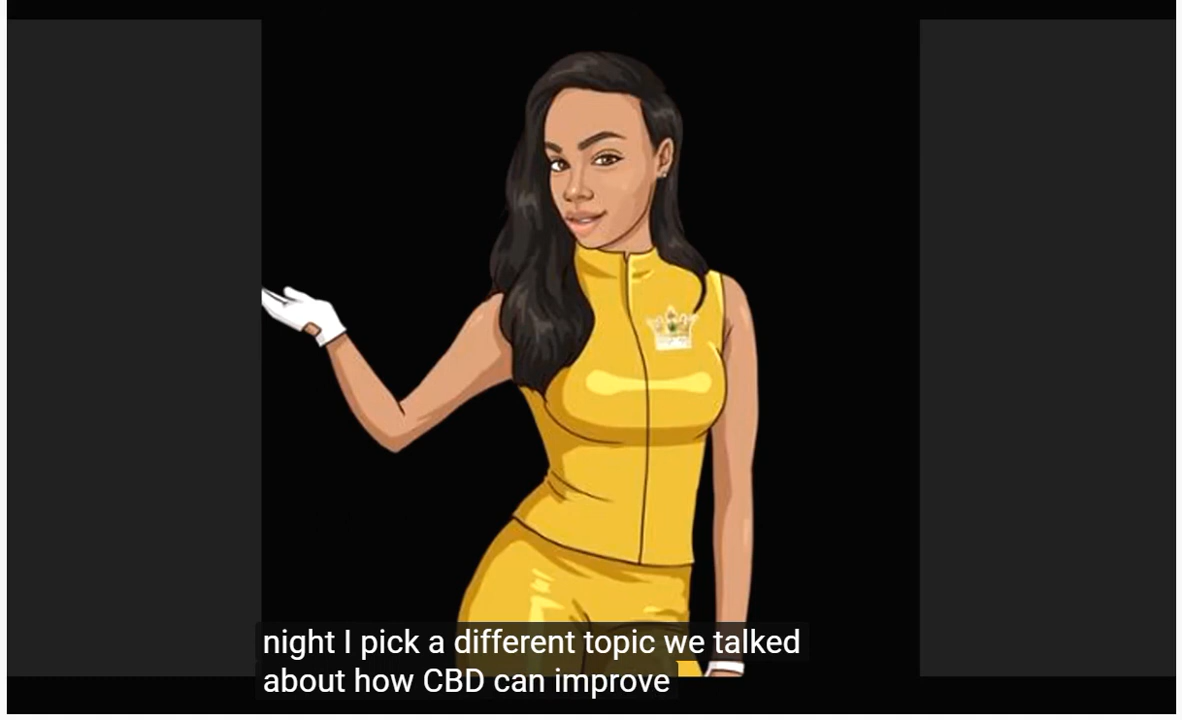 night I pick a different topic we talked
about how CBD can improve